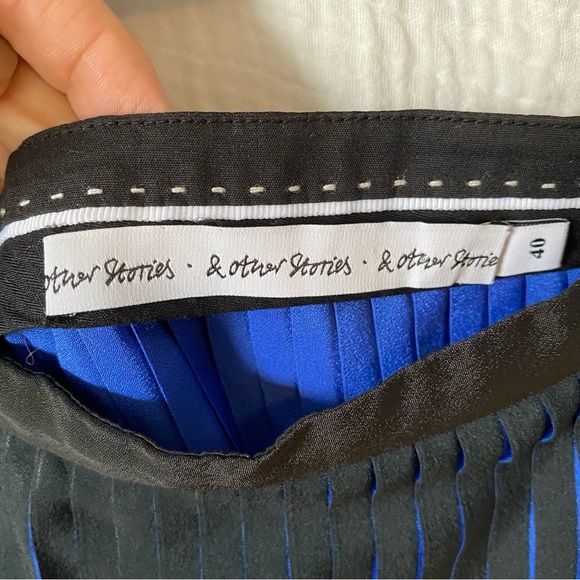 other Stories · & other Stories · & other Stories
40